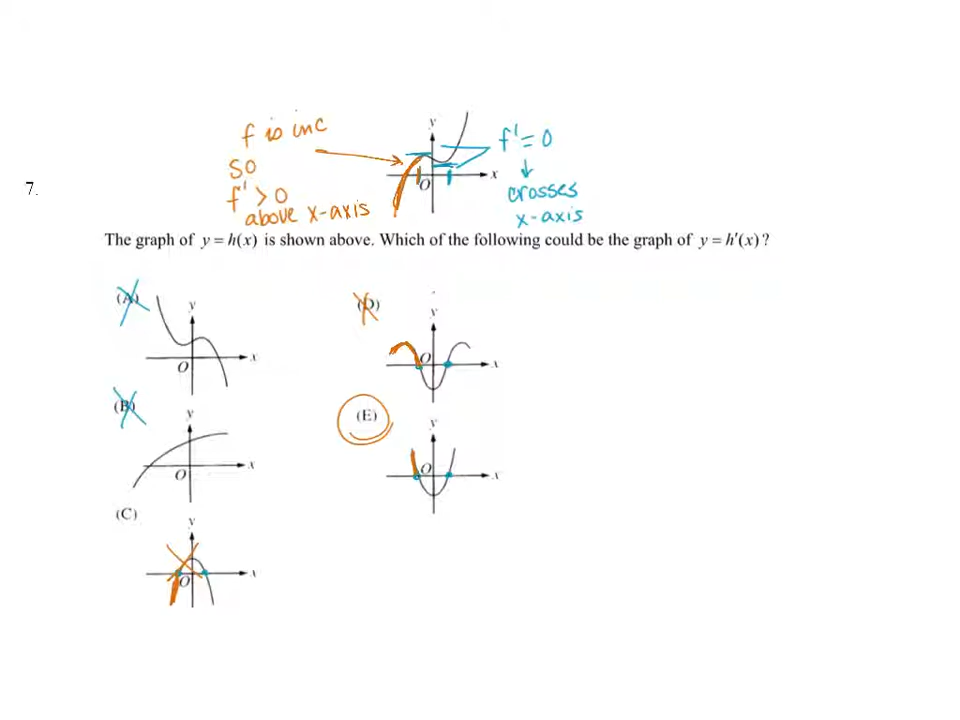 f is inc
so
f' > 0
above x-axis
y
x
O
f' = 0
↓
crosses
x-axis
7.
The graph of y = h(x) is shown above. Which of the following could be the graph of y = h′(x)?
(A)
y
x
O
(D)
y
x
O
(B)
y
x
O
(E)
y
x
O
(C)
y
x
O